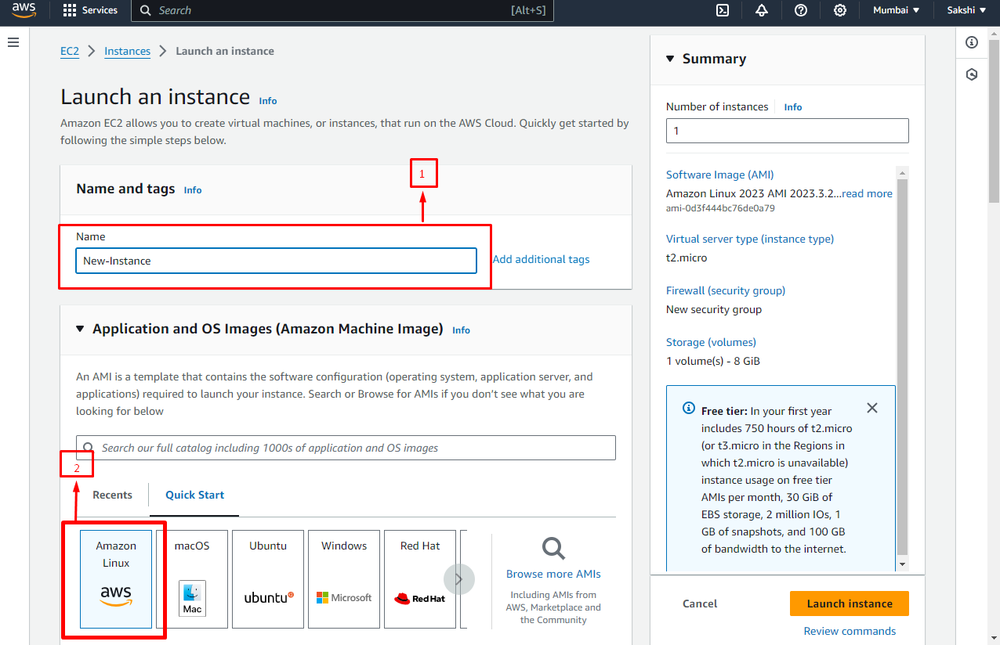 aws
Services
Search
[Alt+S]
Mumbai
Sakshi
EC2
Instances
Launch an instance
Launch an instance Info
Amazon EC2 allows you to create virtual machines, or instances, that run on the AWS Cloud. Quickly get started by
following the simple steps below.
1
Name and tags Info
Name
New-Instance
Add additional tags
Application and OS Images (Amazon Machine Image) Info
An AMI is a template that contains the software configuration (operating system, application server, and
applications) required to launch your instance. Search or Browse for AMIs if you don't see what you are
looking for below
Search our full catalog including 1000s of application and OS images
2
Recents
Quick Start
Amazon
Linux
aws
macOS
Mac
Ubuntu
ubuntu
Windows
Microsoft
Red Hat
Red Hat
Browse more AMIs
Including AMIs from
AWS, Marketplace and
the Community
Summary
Number of instances Info
1
Software Image (AMI)
Amazon Linux 2023 AMI 2023.3.2...read more
ami-0d3f444bc76de0a79
Virtual server type (instance type)
t2.micro
Firewall (security group)
New security group
Storage (volumes)
1 volume(s) - 8 GiB
Free tier: In your first year
includes 750 hours of t2.micro
(or t3.micro in the Regions in
which t2.micro is unavailable)
instance usage on free tier
AMIs per month, 30 GiB of
EBS storage, 2 million IOs, 1
GB of snapshots, and 100 GB
of bandwidth to the internet.
Cancel
Launch instance
Review commands